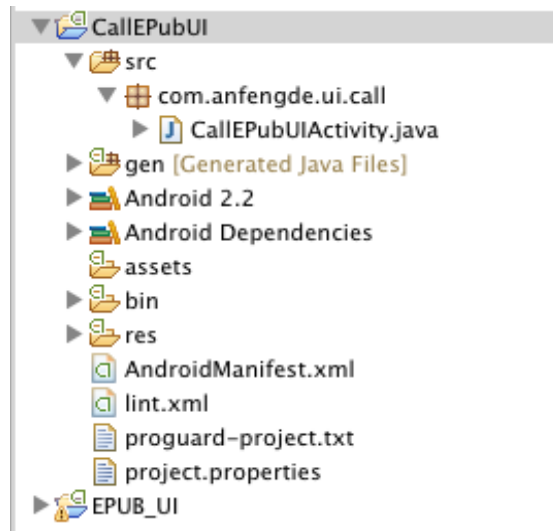 CallEPubUI
src
com.anfengde.ui.call
CallEPubUIActivity.java
gen [Generated Java Files]
Android 2.2
Android Dependencies
assets
bin
res
AndroidManifest.xml
lint.xml
proguard-project.txt
project.properties
EPUB_UI